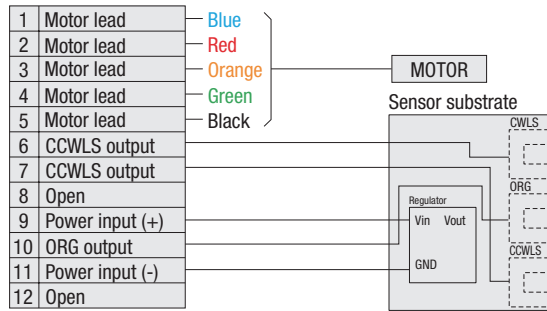 1 Motor lead Blue
2 Motor lead Red
3 Motor lead Orange
4 Motor lead Green
5 Motor lead Black
6 CCWLS output
7 CCWLS output
8 Open
9 Power input (+)
10 ORG output
11 Power input (-)
12 Open
MOTOR
Sensor substrate
CWLS
ORG
CCWLS
Regulator
Vin Vout
GND